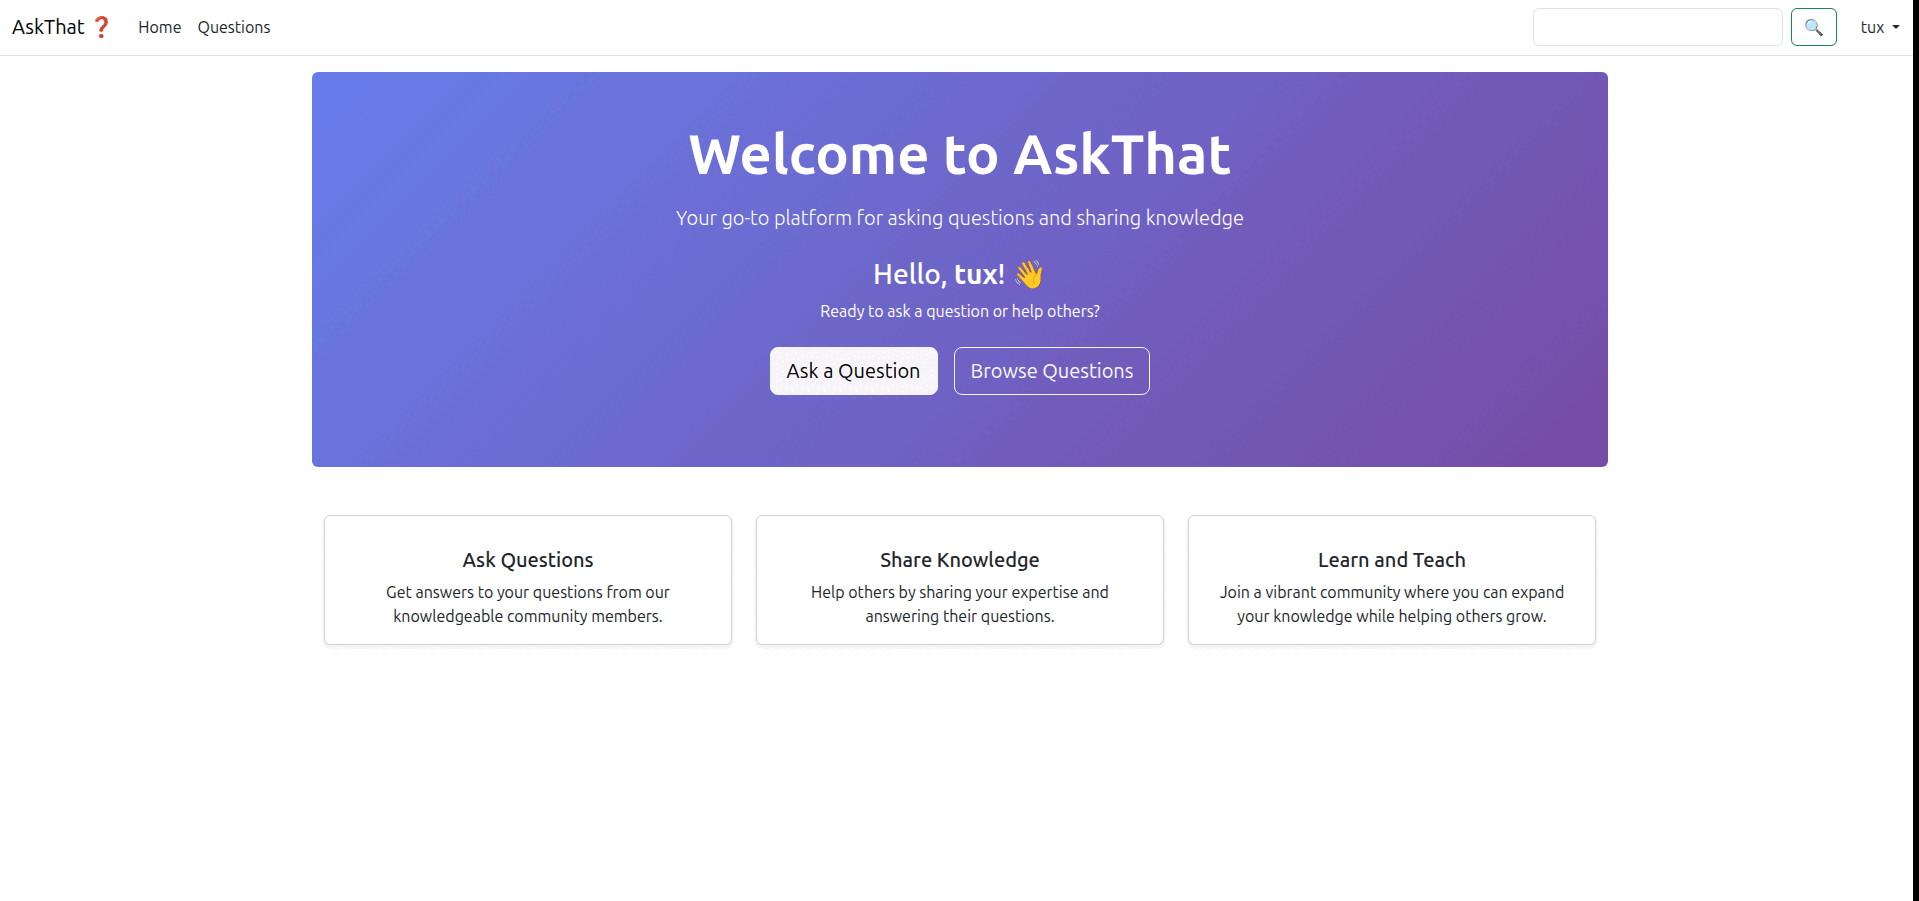 AskThat ❓ Home Questions 🔍 tux
Welcome to AskThat
Your go-to platform for asking questions and sharing knowledge
Hello, tux! 👋
Ready to ask a question or help others?
Ask a Question Browse Questions
Ask Questions
Get answers to your questions from our
knowledgeable community members.
Share Knowledge
Help others by sharing your expertise and
answering their questions.
Learn and Teach
Join a vibrant community where you can expand
your knowledge while helping others grow.